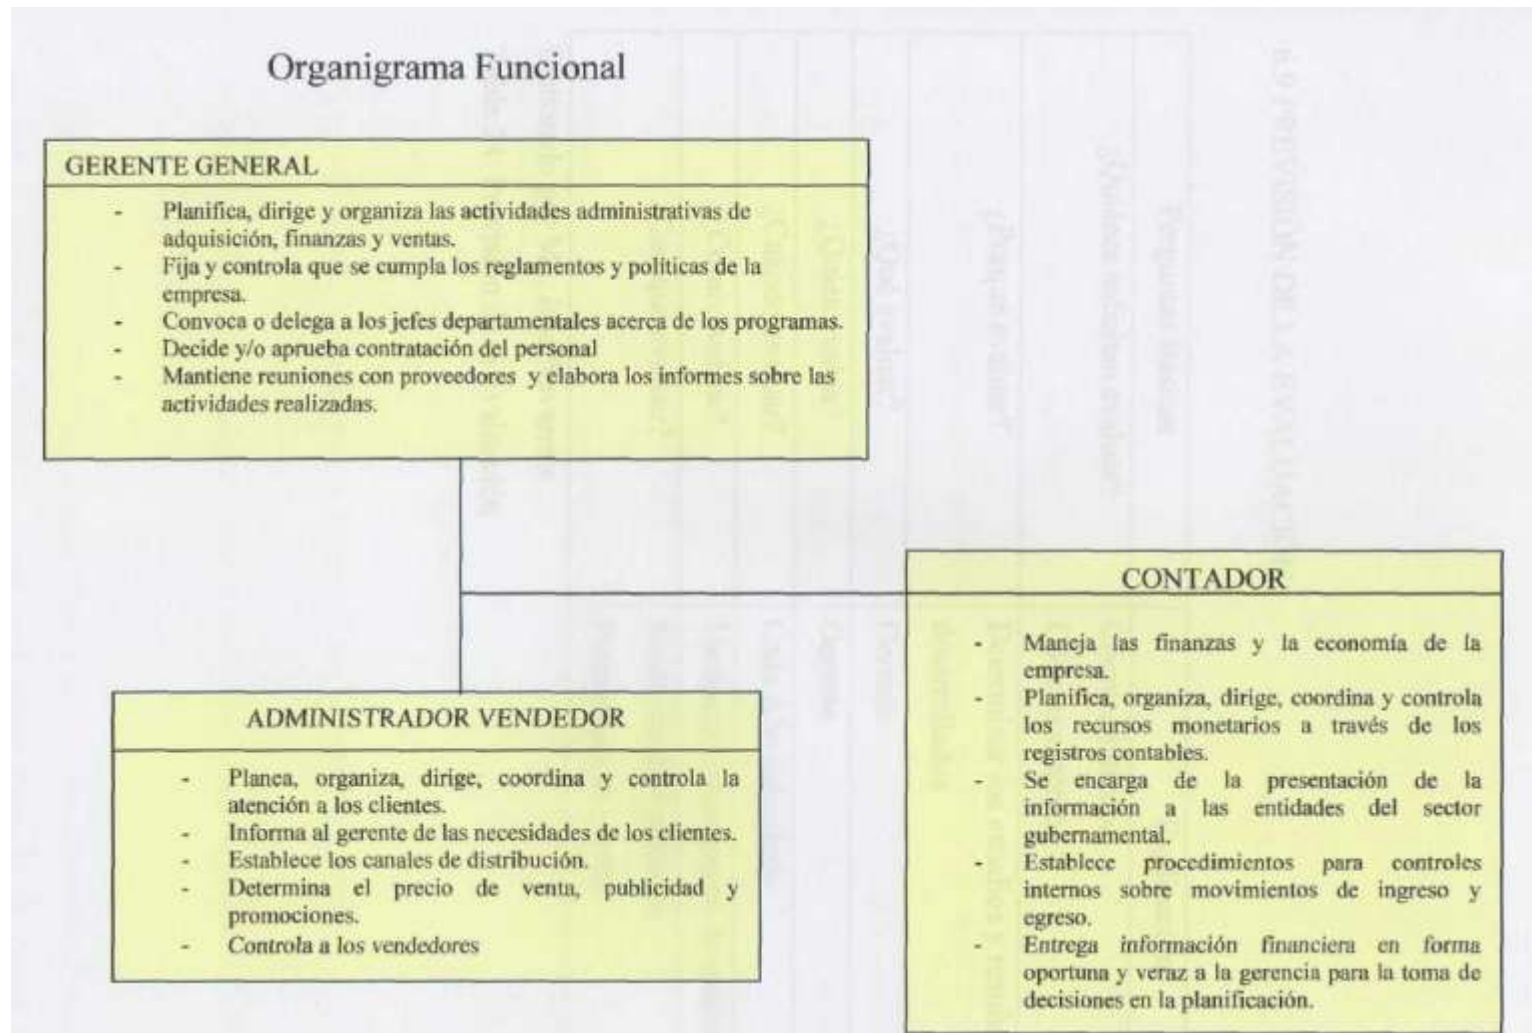 Organigrama Funcional
GERENTE GENERAL
- Planifica, dirige y organiza las actividades administrativas de
adquisición, finanzas y ventas.
- Fija y controla que se cumpla los reglamentos y políticas de la
empresa.
- Convoca o delega a los jefes departamentales acerca de los programas.
- Decide y/o aprueba contratación del personal
- Mantiene reuniones con proveedores y elabora los informes sobre las
actividades realizadas.
CONTADOR
- Maneja las finanzas y la economía de la
empresa.
- Planifica, organiza, dirige, coordina y controla
los recursos monetarios a través de los
registros contables.
- Se encarga de la presentación de la
información a las entidades del sector
gubernamental.
- Establece procedimientos para controles
internos sobre movimientos de ingreso y
egreso.
- Entrega información financiera en forma
oportuna y veraz a la gerencia para la toma de
decisiones en la planificación.
ADMINISTRADOR VENDEDOR
- Planea, organiza, dirige, coordina y controla la
atención a los clientes.
- Informa al gerente de las necesidades de los clientes.
- Establece los canales de distribución.
- Determina el precio de venta, publicidad y
promociones.
- Controla a los vendedores